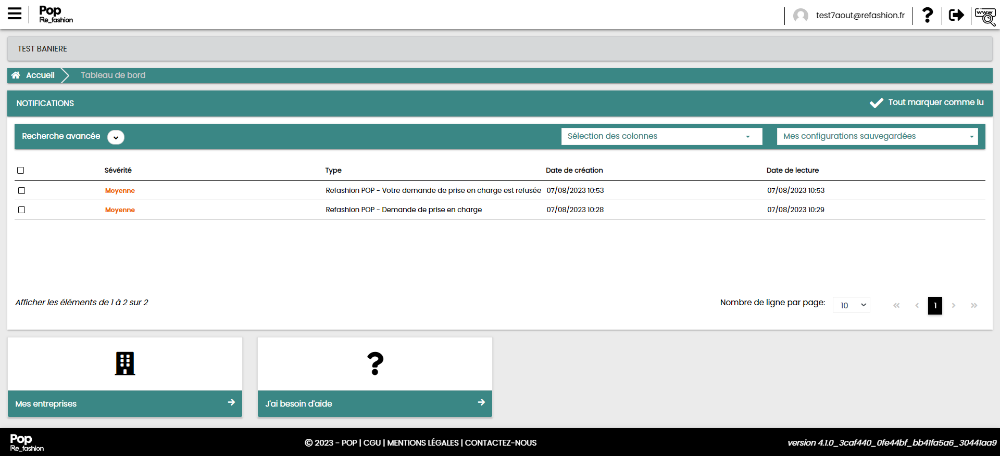 Pop
Re_fashion
test7aout@refashion.fr
www
TEST BANIERE
Accueil
Tableau de bord
NOTIFICATIONS
Tout marquer comme lu
Recherche avancée
Sélection des colonnes
Mes configurations sauvegardées
Sévérité Type Date de création Date de lecture
Moyenne Refashion POP - Votre demande de prise en charge est refusée 07/08/2023 10:53 07/08/2023 10:53
Moyenne Refashion POP - Demande de prise en charge 07/08/2023 10:28 07/08/2023 10:29
Afficher les éléments de 1 à 2 sur 2
Nombre de ligne par page: 10
« ‹ 1 › »
Mes entreprises
J'ai besoin d'aide
Pop
Re_fashion
© 2023 - POP | CGU | MENTIONS LÉGALES | CONTACTEZ-NOUS
version 4.1.0_3caf440_0fe44bf_bb41fa5a6_30441aa9